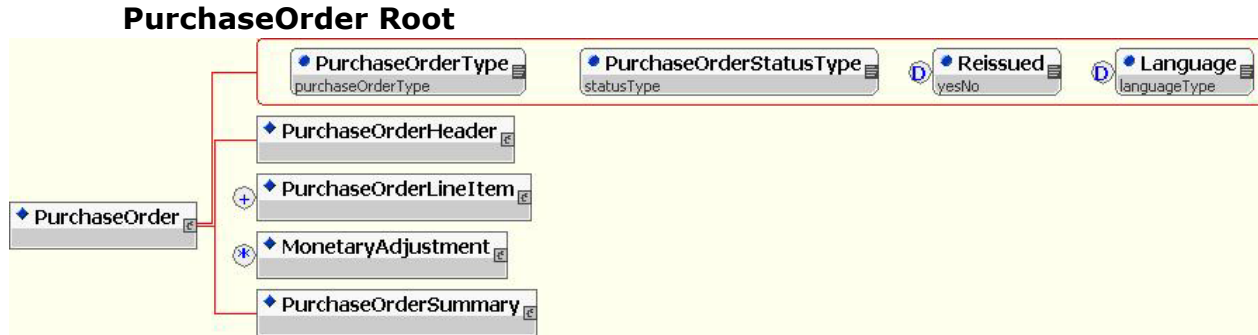 PurchaseOrder Root
PurchaseOrderType PurchaseOrderStatusType D Reissued D Language
purchaseOrderType statusType yesNo languageType
PurchaseOrderHeader
+ PurchaseOrderLineItem
PurchaseOrder
* MonetaryAdjustment
PurchaseOrderSummary